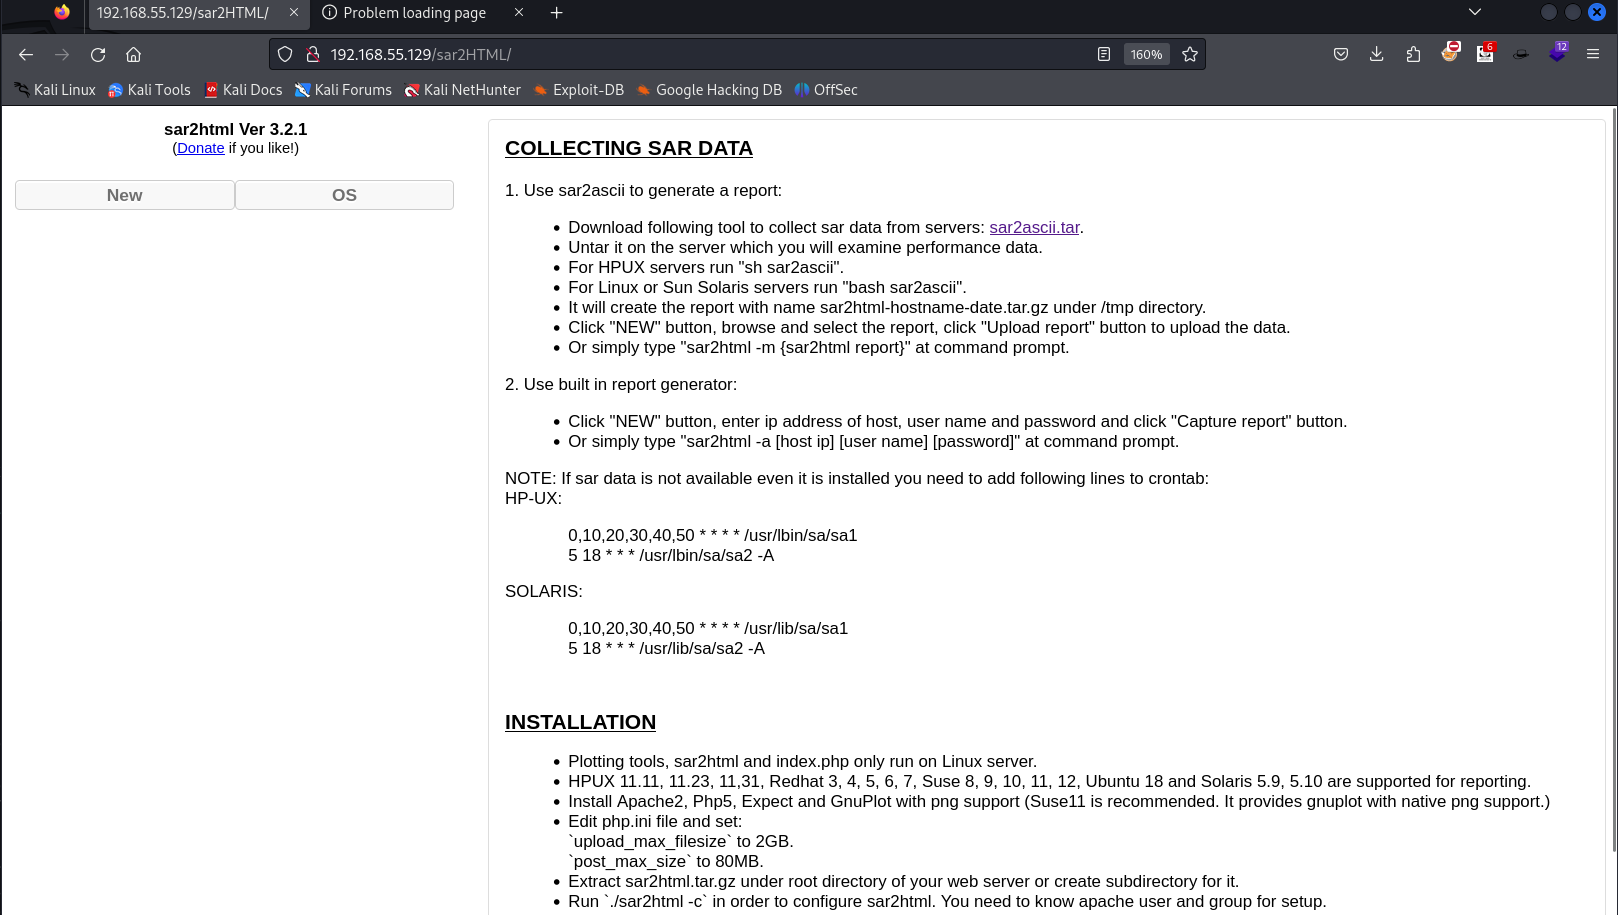 192.168.55.129/sar2HTML/
Problem loading page
192.168.55.129/sar2HTML/
160%
6
12
Kali Linux
Kali Tools
Kali Docs
Kali Forums
Kali NetHunter
Exploit-DB
Google Hacking DB
OffSec
sar2html Ver 3.2.1
(Donate if you like!)
New
OS
COLLECTING SAR DATA
1. Use sar2ascii to generate a report:
Download following tool to collect sar data from servers: sar2ascii.tar.
Untar it on the server which you will examine performance data.
For HPUX servers run "sh sar2ascii".
For Linux or Sun Solaris servers run "bash sar2ascii".
It will create the report with name sar2html-hostname-date.tar.gz under /tmp directory.
Click "NEW" button, browse and select the report, click "Upload report" button to upload the data.
Or simply type "sar2html -m {sar2html report}" at command prompt.
2. Use built in report generator:
Click "NEW" button, enter ip address of host, user name and password and click "Capture report" button.
Or simply type "sar2html -a [host ip] [user name] [password]" at command prompt.
NOTE: If sar data is not available even it is installed you need to add following lines to crontab:
HP-UX:
0,10,20,30,40,50 * * * * /usr/lbin/sa/sa1
5 18 * * * /usr/lbin/sa/sa2 -A
SOLARIS:
0,10,20,30,40,50 * * * * /usr/lib/sa/sa1
5 18 * * * /usr/lib/sa/sa2 -A
INSTALLATION
Plotting tools, sar2html and index.php only run on Linux server.
HPUX 11.11, 11.23, 11,31, Redhat 3, 4, 5, 6, 7, Suse 8, 9, 10, 11, 12, Ubuntu 18 and Solaris 5.9, 5.10 are supported for reporting.
Install Apache2, Php5, Expect and GnuPlot with png support (Suse11 is recommended. It provides gnuplot with native png support.)
Edit php.ini file and set:
`upload_max_filesize` to 2GB.
`post_max_size` to 80MB.
Extract sar2html.tar.gz under root directory of your web server or create subdirectory for it.
Run `./sar2html -c` in order to configure sar2html. You need to know apache user and group for setup.